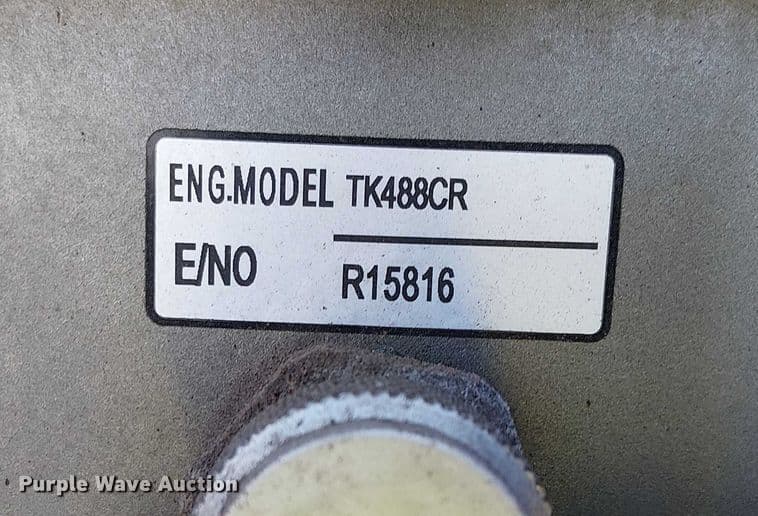 ENG.MODEL TK488CR
E/NO R15816
Purple Wave Auction